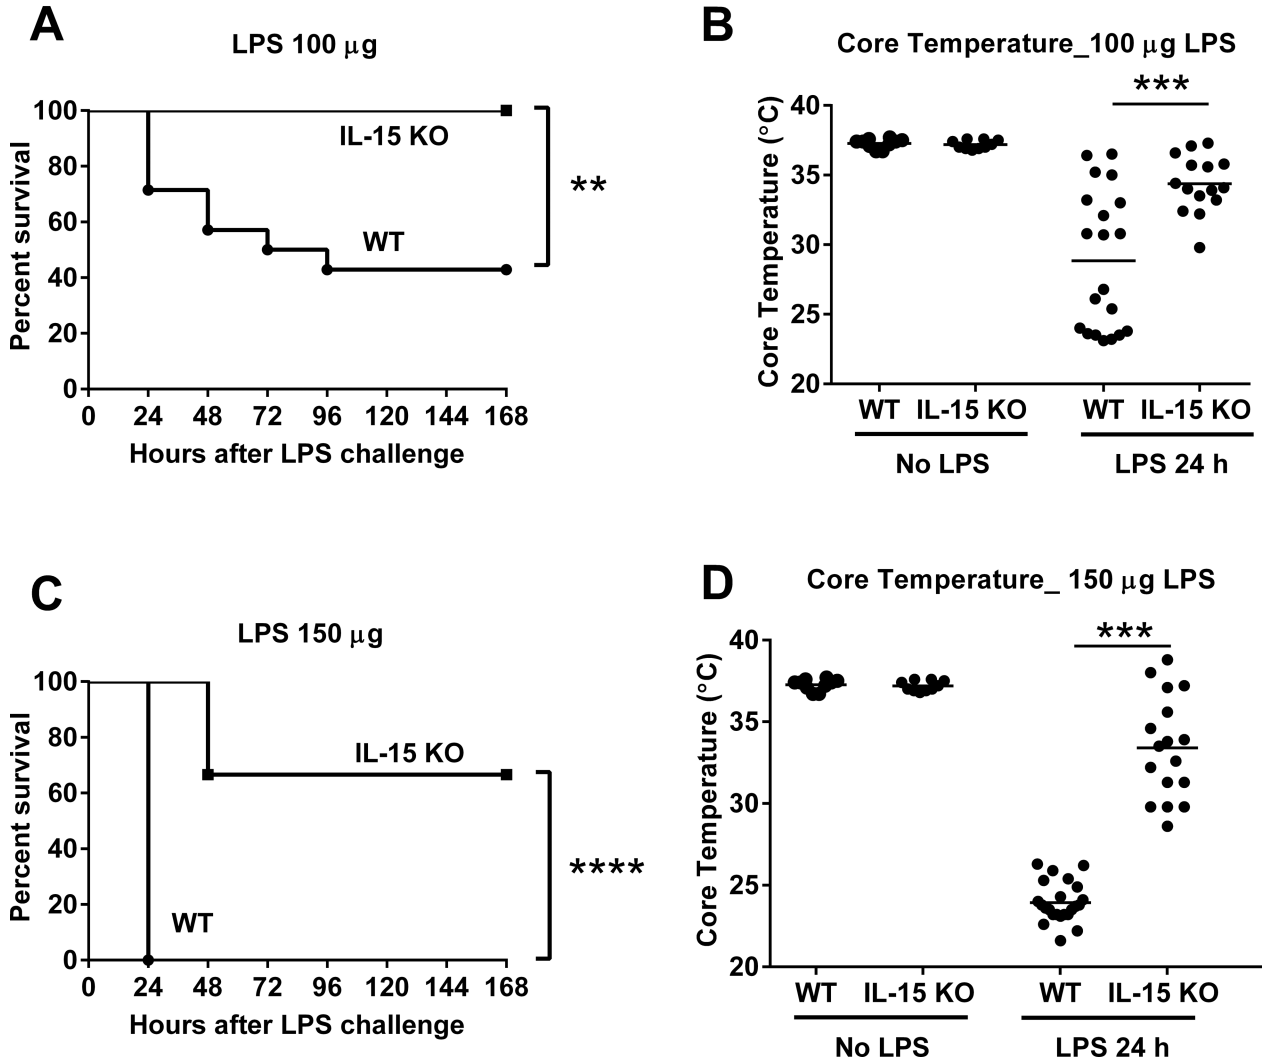 A
LPS 100 μg
100
80
60
40
20
0
Percent survival
IL-15 KO
WT
**
0 24 48 72 96 120 144 168
Hours after LPS challenge
B
Core Temperature_100 μg LPS
***
40
35
30
25
20
Core Temperature (°C)
WT IL-15 KO WT IL-15 KO
No LPS LPS 24 h
C
LPS 150 μg
100
80
60
40
20
0
Percent survival
IL-15 KO
WT
****
0 24 48 72 96 120 144 168
Hours after LPS challenge
D
Core Temperature_ 150 μg LPS
***
40
35
30
25
20
Core Temperature (°C)
WT IL-15 KO WT IL-15 KO
No LPS LPS 24 h